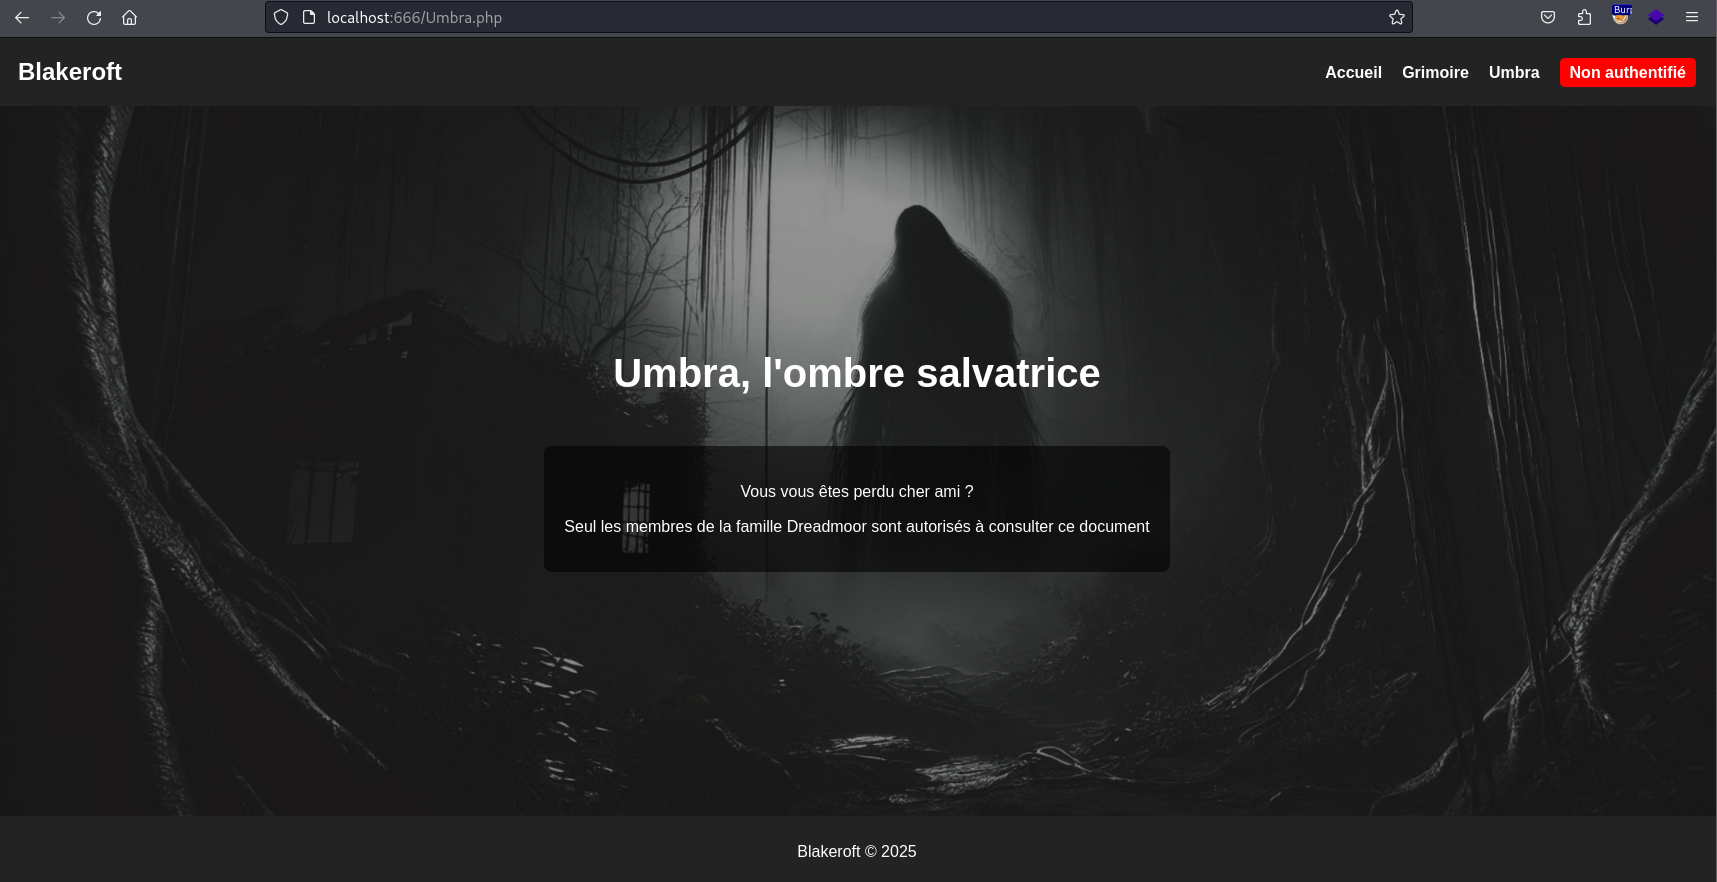 localhost:666/Umbra.php
Blakeroft
Accueil Grimoire Umbra Non authentifié
Umbra, l'ombre salvatrice
Vous vous êtes perdu cher ami ?
Seul les membres de la famille Dreadmoor sont autorisés à consulter ce document
Blakeroft © 2025